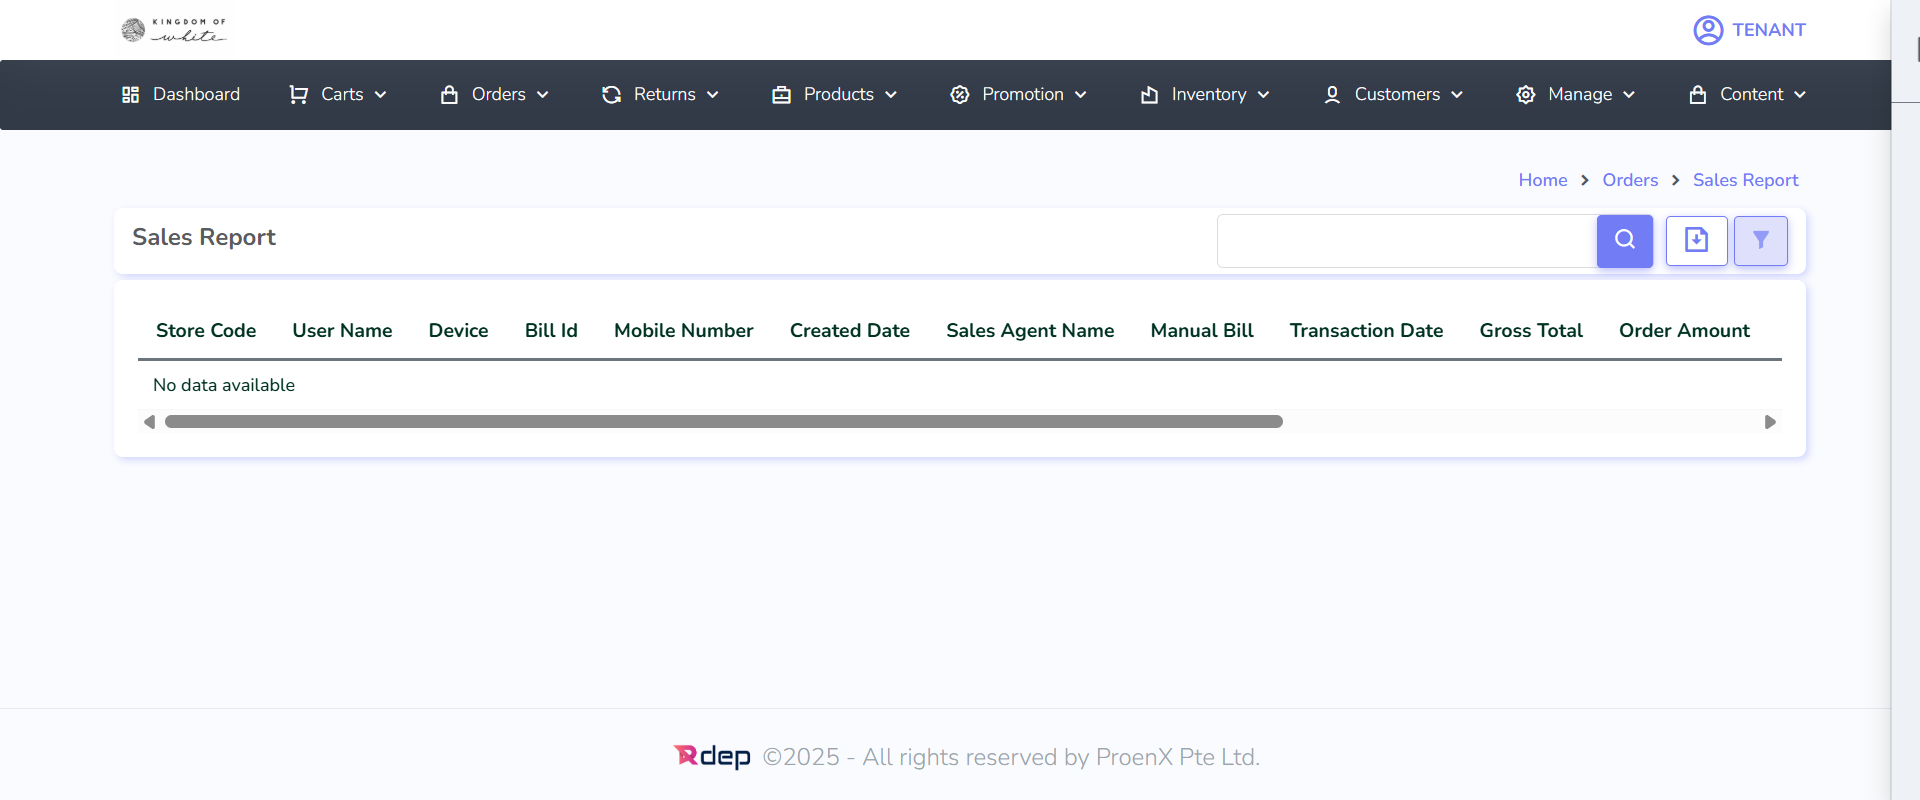 KINGDOM OF
white
TENANT
Dashboard Carts Orders Returns Products Promotion Inventory Customers Manage Content
Home > Orders > Sales Report
Sales Report
Store Code User Name Device Bill Id Mobile Number Created Date Sales Agent Name Manual Bill Transaction Date Gross Total Order Amount
No data available
Rdep ©2025 - All rights reserved by ProenX Pte Ltd.